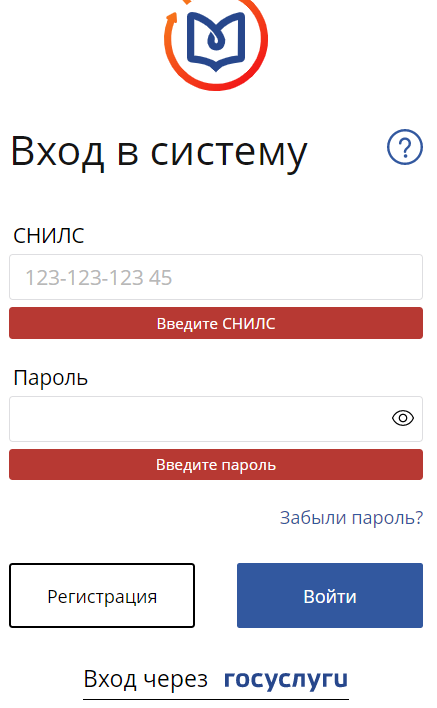 Вход в систему
?
СНИЛС
123-123-123 45
Введите СНИЛС
Пароль
Введите пароль
Забыли пароль?
Регистрация
Войти
Вход через госуслуги